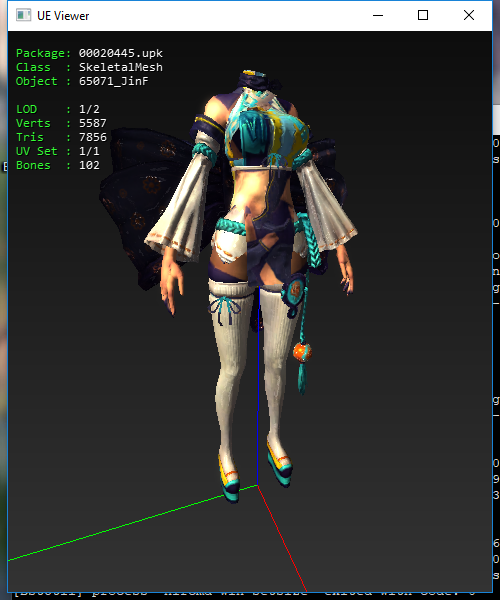 UE Viewer
Package: 00020445.upk
Class : SkeletalMesh
Object : 65071_JinF
LOD : 1/2
Verts : 5587
Tris : 7856
UV Set : 1/1
Bones : 102